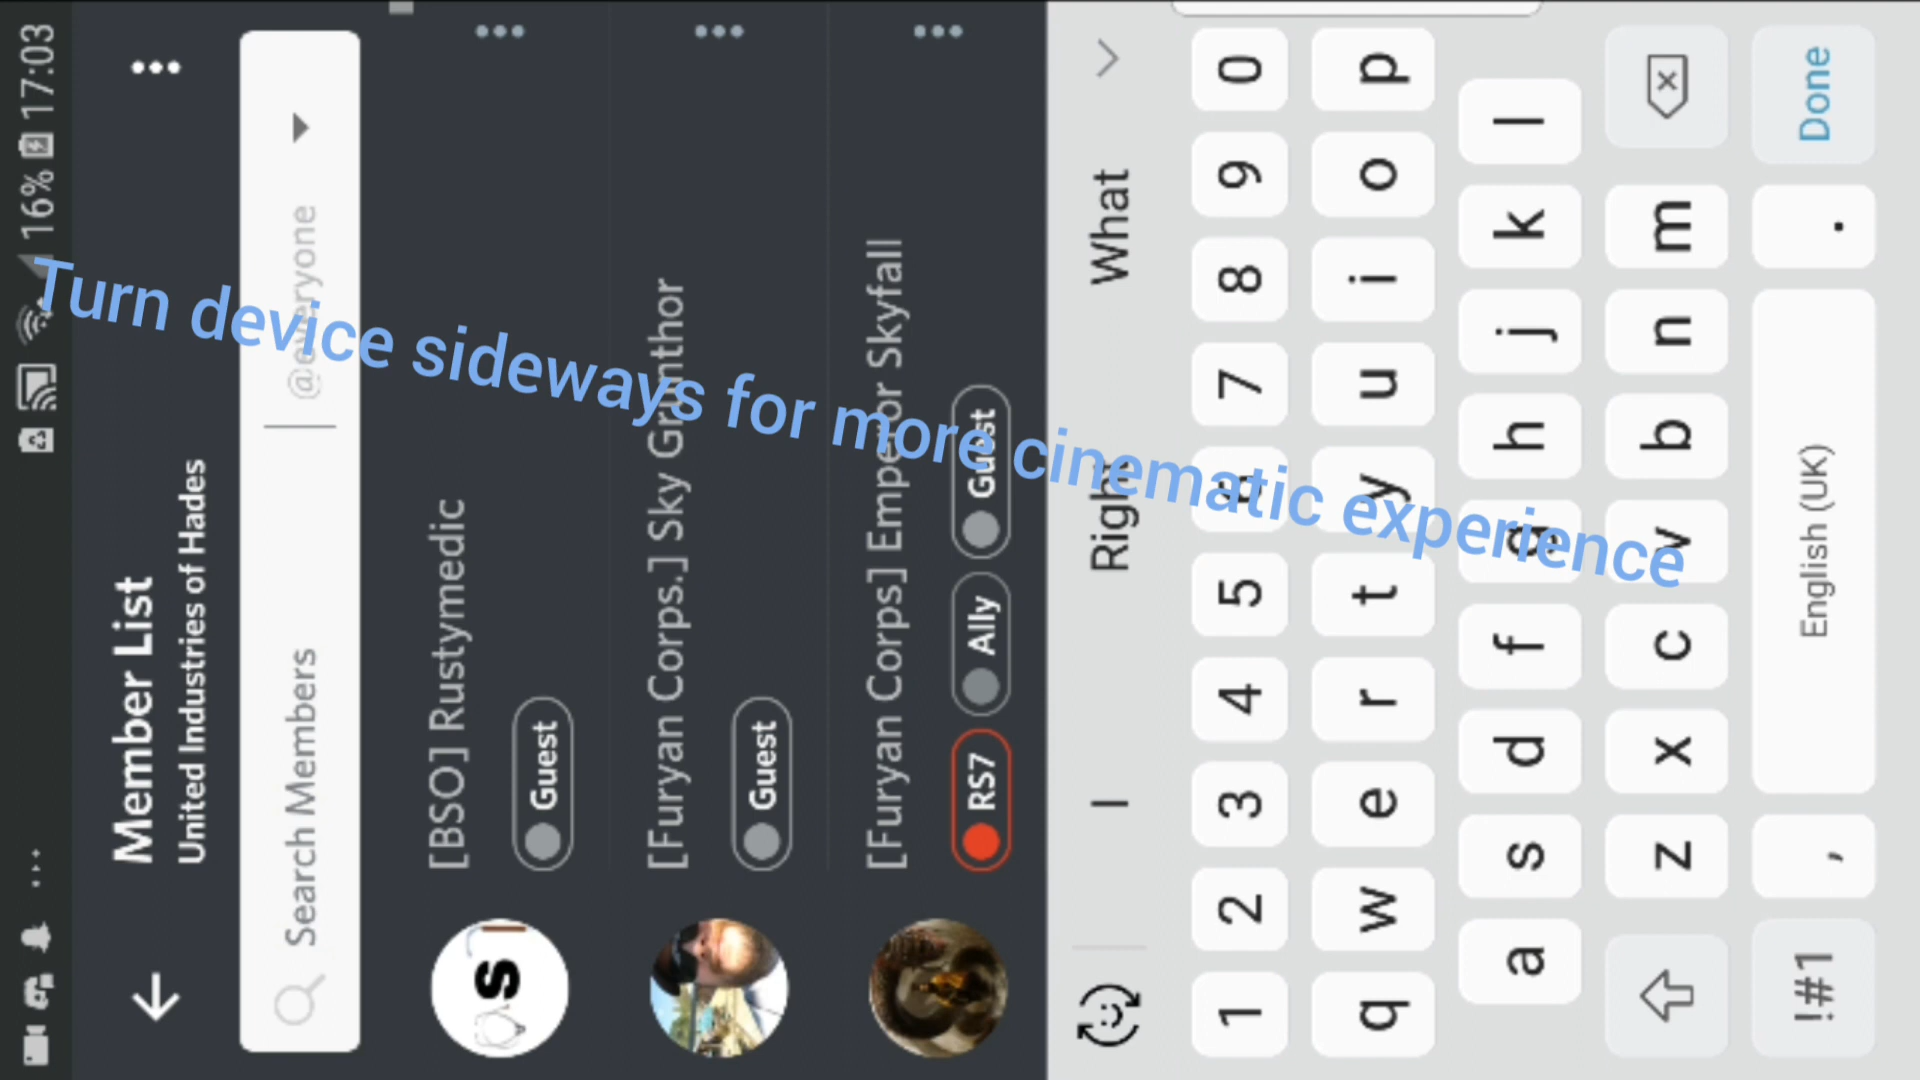 17:03
16%
Member List
United Industries of Hades
Search Members
@everyone
[BSO] Rustymedic
Guest
[Furyan Corps.] Sky Grunthor
Guest
[Furyan Corps] Emperor Skyfall
RS7 Ally Guest
Turn device sideways for more cinematic experience
I Right What
1 2 3 4 5 6 7 8 9 0
q w e r t y u i o p
a s d f g h j k l
z x c v b n m
!#1 , English (UK) . Done